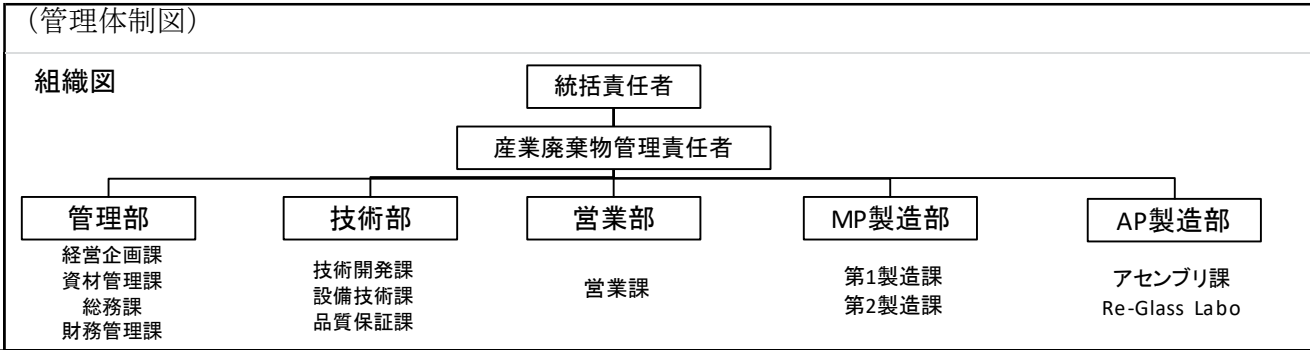 （管理体制図）
組織図
統括責任者
産業廃棄物管理責任者
管理部
経営企画課
資材管理課
総務課
財務管理課
技術部
技術開発課
設備技術課
品質保証課
営業部
営業課
MP製造部
第1製造課
第2製造課
AP製造部
アセンブリ課
Re-Glass Labo